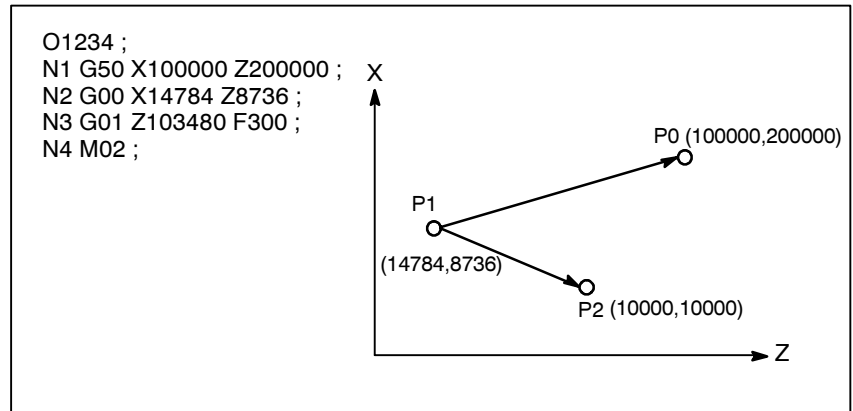 O1234 ;
N1 G50 X100000 Z200000 ;
N2 G00 X14784 Z8736 ;
N3 G01 Z103480 F300 ;
N4 M02 ;
X
P0 (100000,200000)
P1
(14784,8736)
P2 (10000,10000)
Z